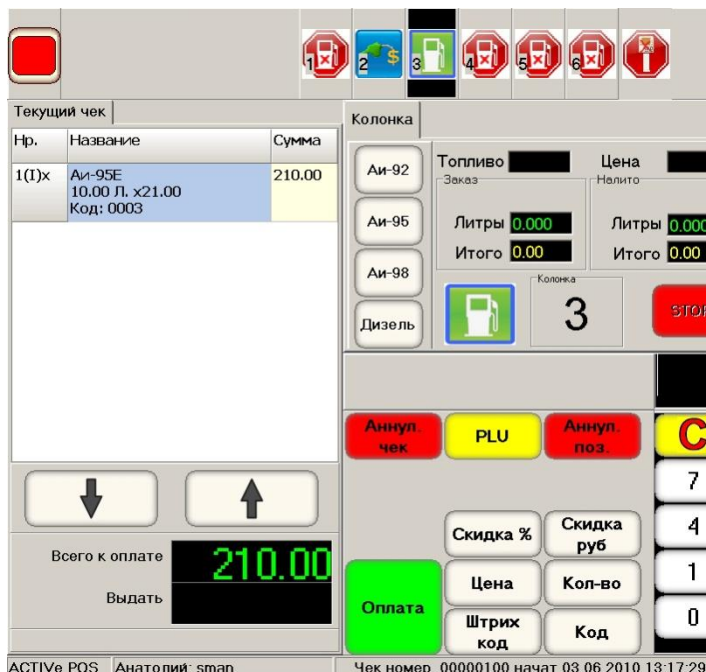 1 2 3 4 5 6
Текущий чек
Колонка
Нр. Название Сумма
1(I)x Аи-95Е 210.00
10.00 Л. x21.00
Код: 0003
Аи-92
Аи-95
Аи-98
Дизель
Топливо Цена
Заказ Налито
Литры 0.000 Литры 0.000
Итого 0.00 Итого 0.00
Колонка
3
STOP
Аннул.
чек
PLU
Аннул.
поз.
C
7
4
1
0
Скидка %
Скидка
руб
Цена
Кол-во
Оплата
Штрих
код
Код
Всего к оплате 210.00
Выдать
ACTIVe POS Анатолий: sman Чек номер 00000100 начат 03.06.2010 13:17:29